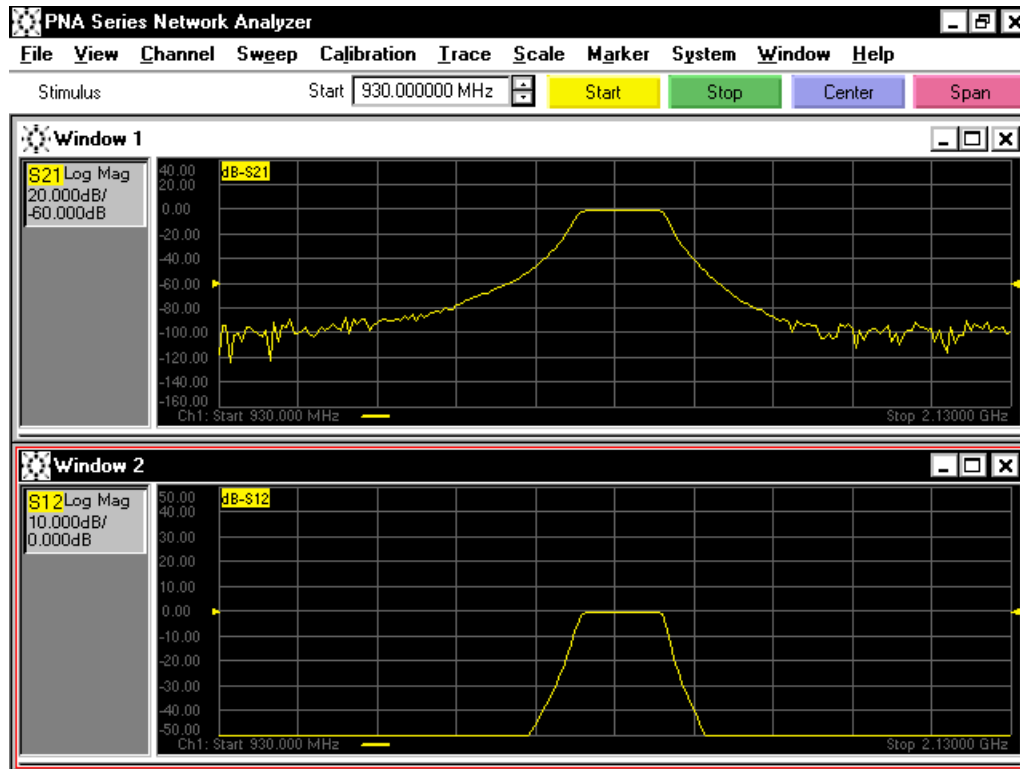 PNA Series Network Analyzer
File View Channel Sweep Calibration Trace Scale Marker System Window Help
Stimulus Start 930.000000 MHz Start Stop Center Span
Window 1
S21 Log Mag
20.000dB/
-60.000dB
dB-S21
40.00
20.00
0.00
-20.00
-40.00
-60.00
-80.00
-100.00
-120.00
-140.00
-160.00
Ch1: Start 930.000 MHz
Stop 2.13000 GHz
Window 2
S12 Log Mag
10.000dB/
0.000dB
dB-S12
50.00
40.00
30.00
20.00
10.00
0.00
-10.00
-20.00
-30.00
-40.00
-50.00
Ch1: Start 930.000 MHz
Stop 2.13000 GHz